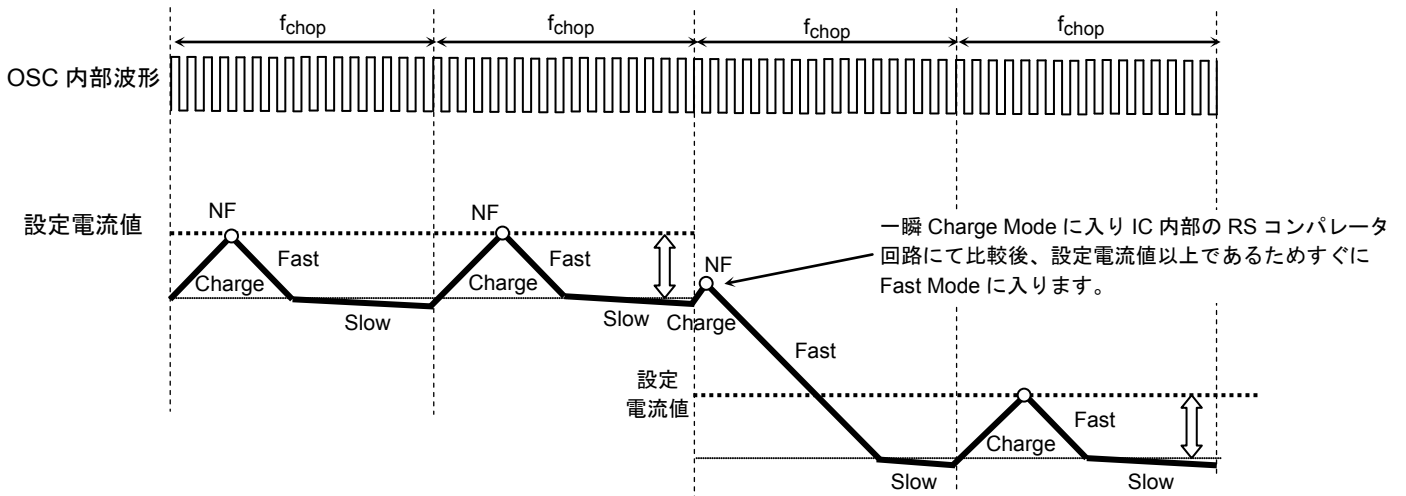 fchop fchop fchop fchop
OSC 内部波形
設定電流値
NF NF NF
Charge Fast Slow
Charge Fast Slow
一瞬 Charge Mode に入り IC 内部の RS コンパレータ
回路にて比較後、設定電流値以上であるためすぐに
Fast Mode に入ります。
Charge Fast Slow
設定
電流値
Charge Fast Slow